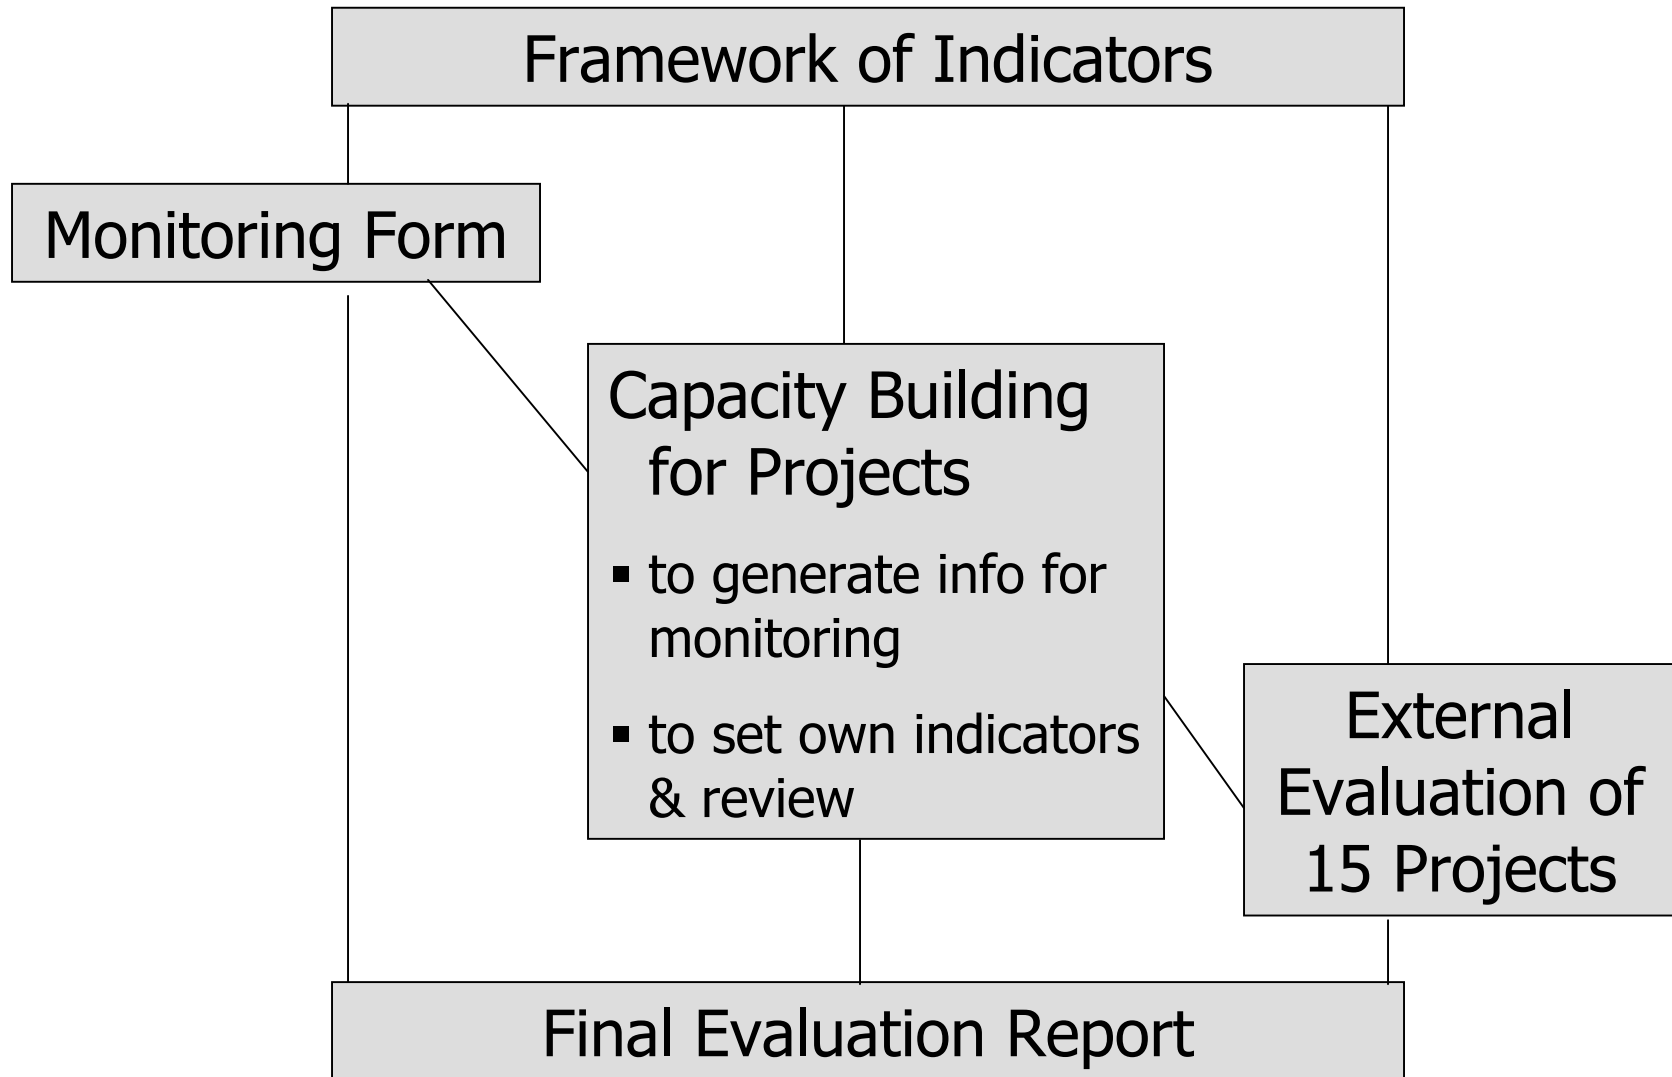 Framework of Indicators
Monitoring Form
Capacity Building
for Projects
▪ to generate info for
monitoring
▪ to set own indicators
& review
External
Evaluation of
15 Projects
Final Evaluation Report